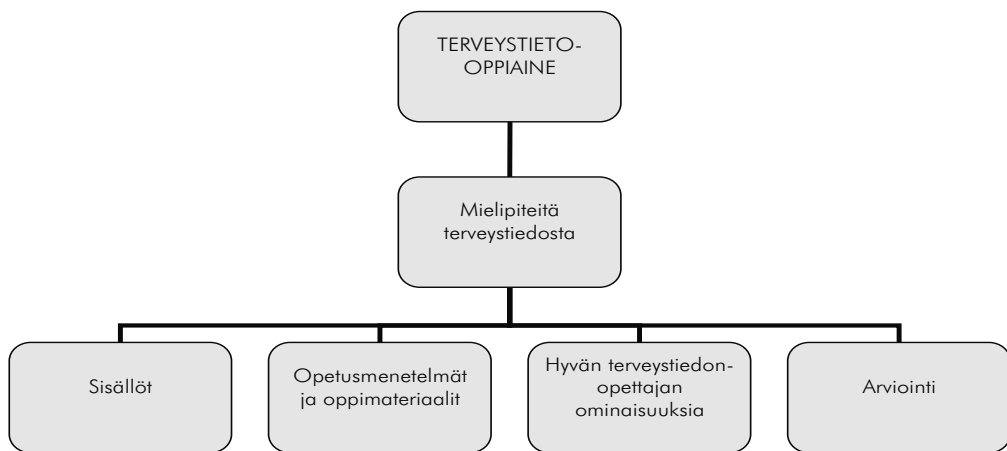 TERVEYSTIETO-
OPPIAINE
Mielipiteitä
terveystiedosta
Sisällöt
Opetusmenetelmät
ja oppimateriaalit
Hyvän terveystiedon-
opettajan
ominaisuuksia
Arviointi